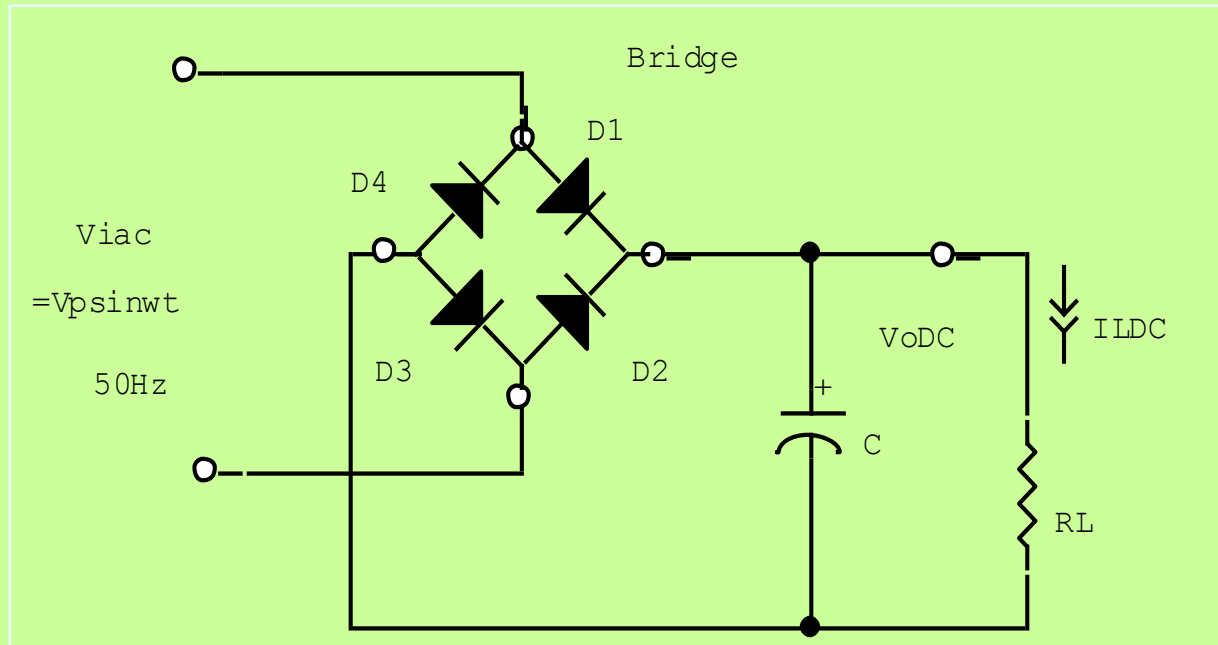 Bridge
D1
D4
Viac
=Vpsinwt
50Hz
D3
D2
VoDC
ILDC
+
C
RL